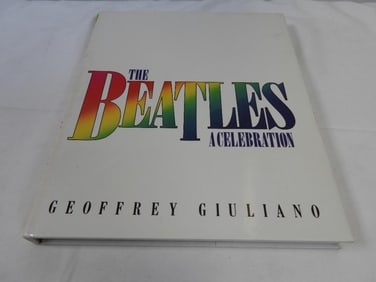 THE
BEATLES
A CELEBRATION
GEOFFREY GIULIANO